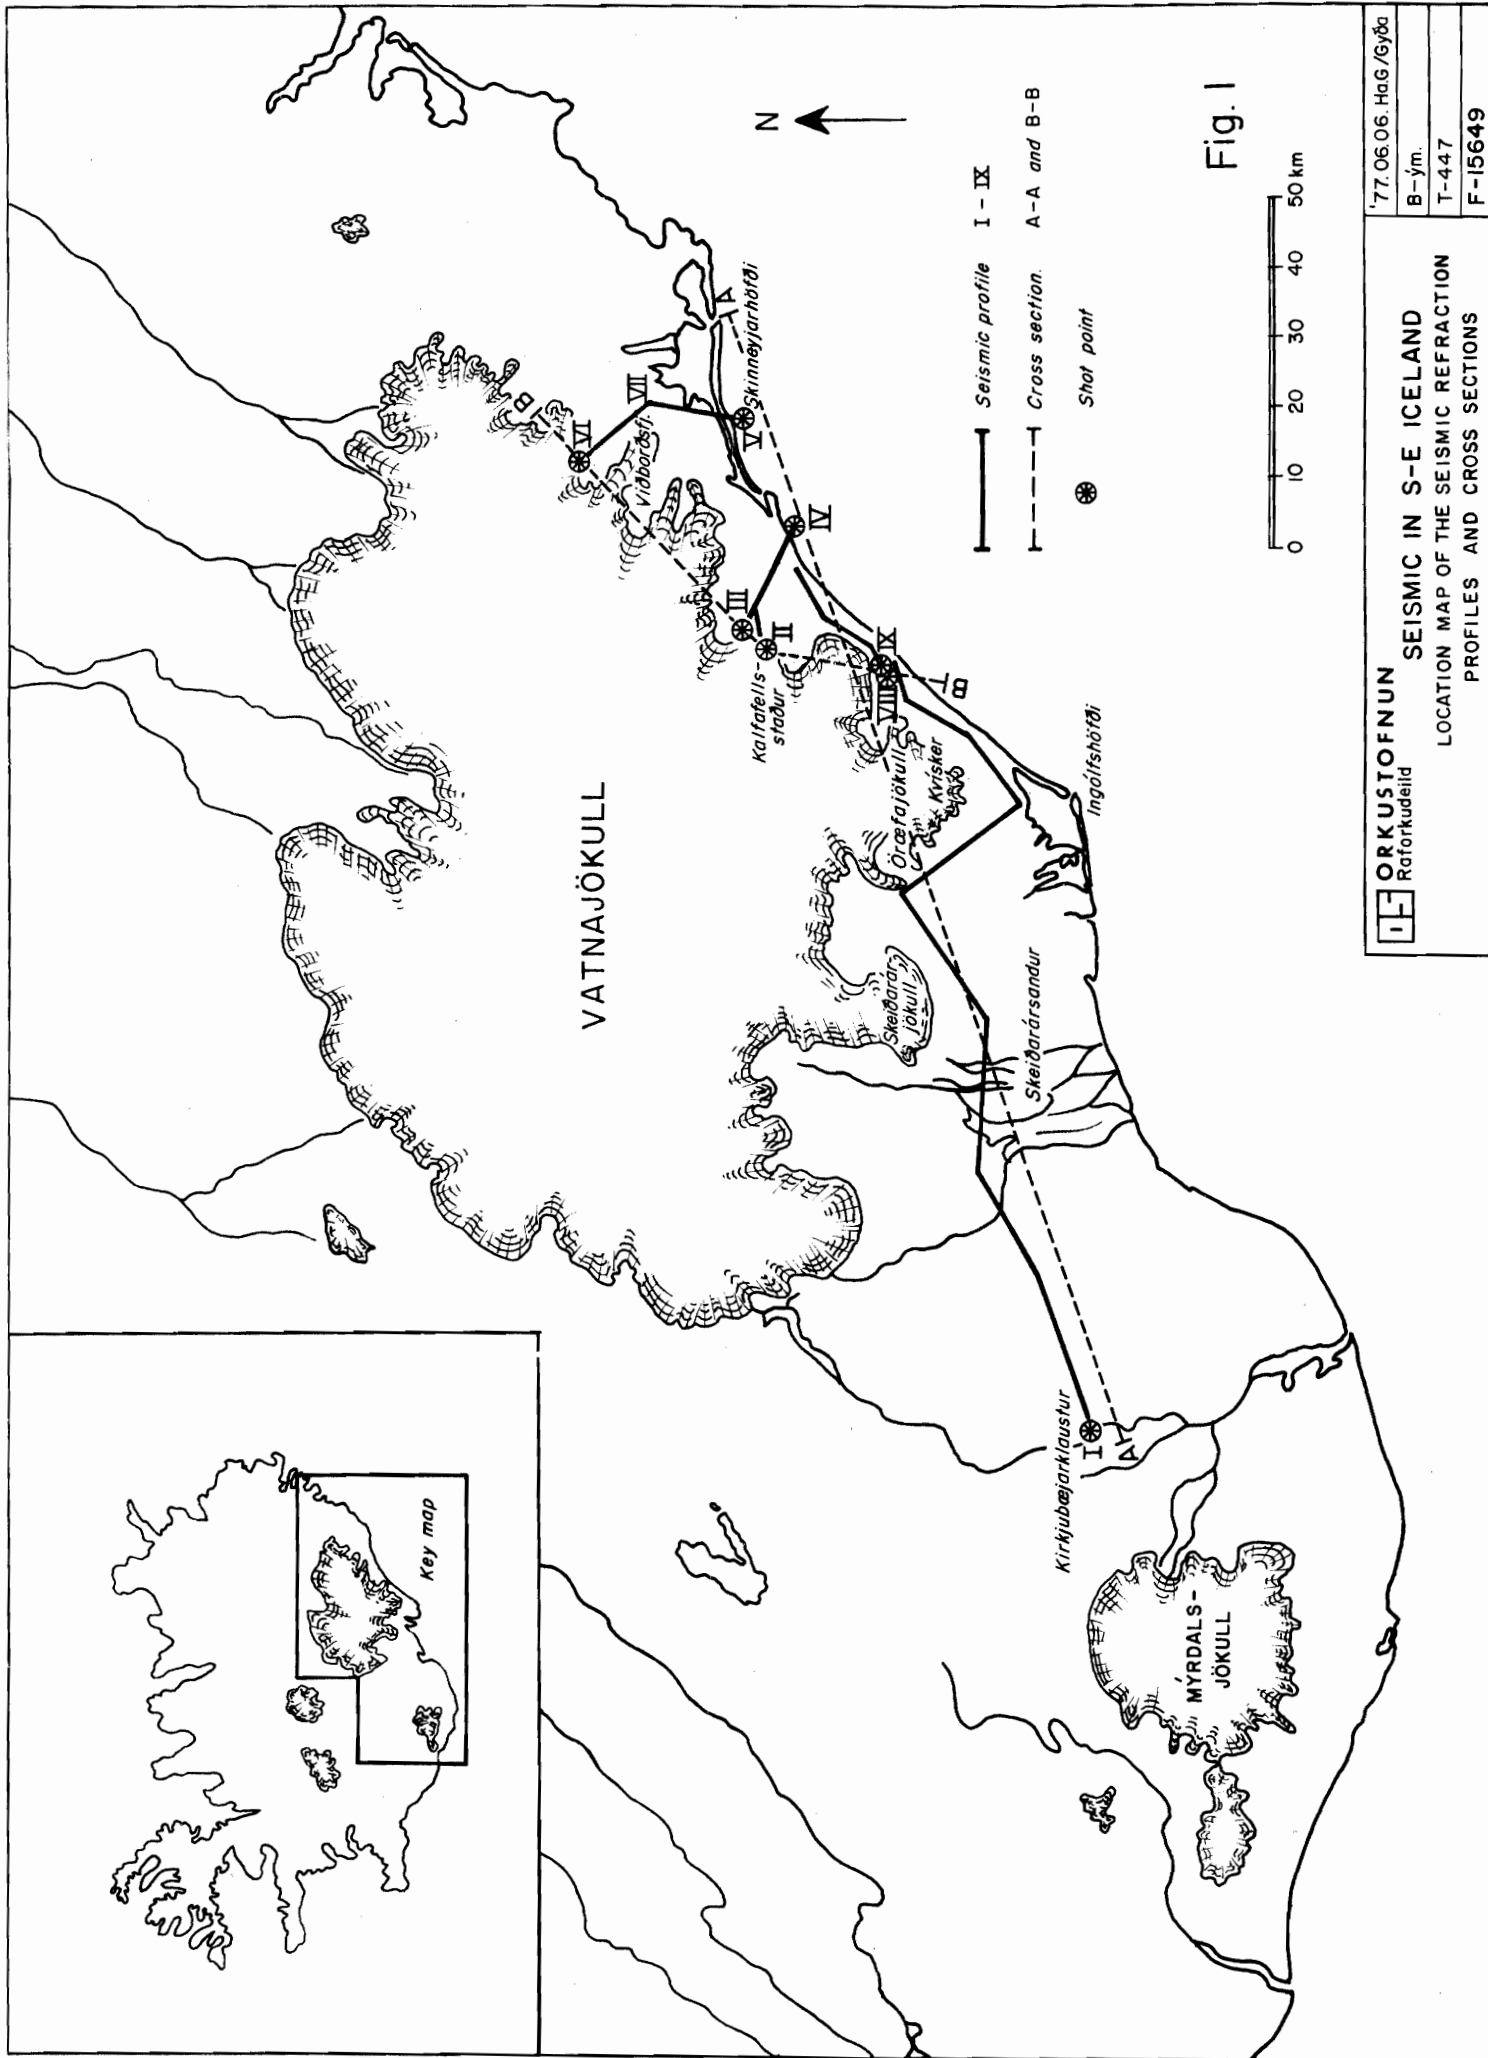 Key map
VATNAJÖKULL
MÝRDALS-
JÖKULL
Kirkjubæjarklaustur
I
A
A
Skeiðarár
jökull
Skeiðarársandur
Öræfajökull
Kvísker
Ingólfshöfði
Kalfafells-
staður
II
III
IV
V
VI
VII
VIII
IX
B
B
Viðborðsfj.
Skinneyjarhöfði
N
Seismic profile I - IX
Cross section. A-A and B-B
Shot point
0 10 20 30 40 50 km
Fig. 1
ORKUSTOFNUN
Raforkudeild
SEISMIC IN S-E ICELAND
LOCATION MAP OF THE SEISMIC REFRACTION
PROFILES AND CROSS SECTIONS
'77.06.06. HaG/Gyða
B-ým.
T-447
F-15649